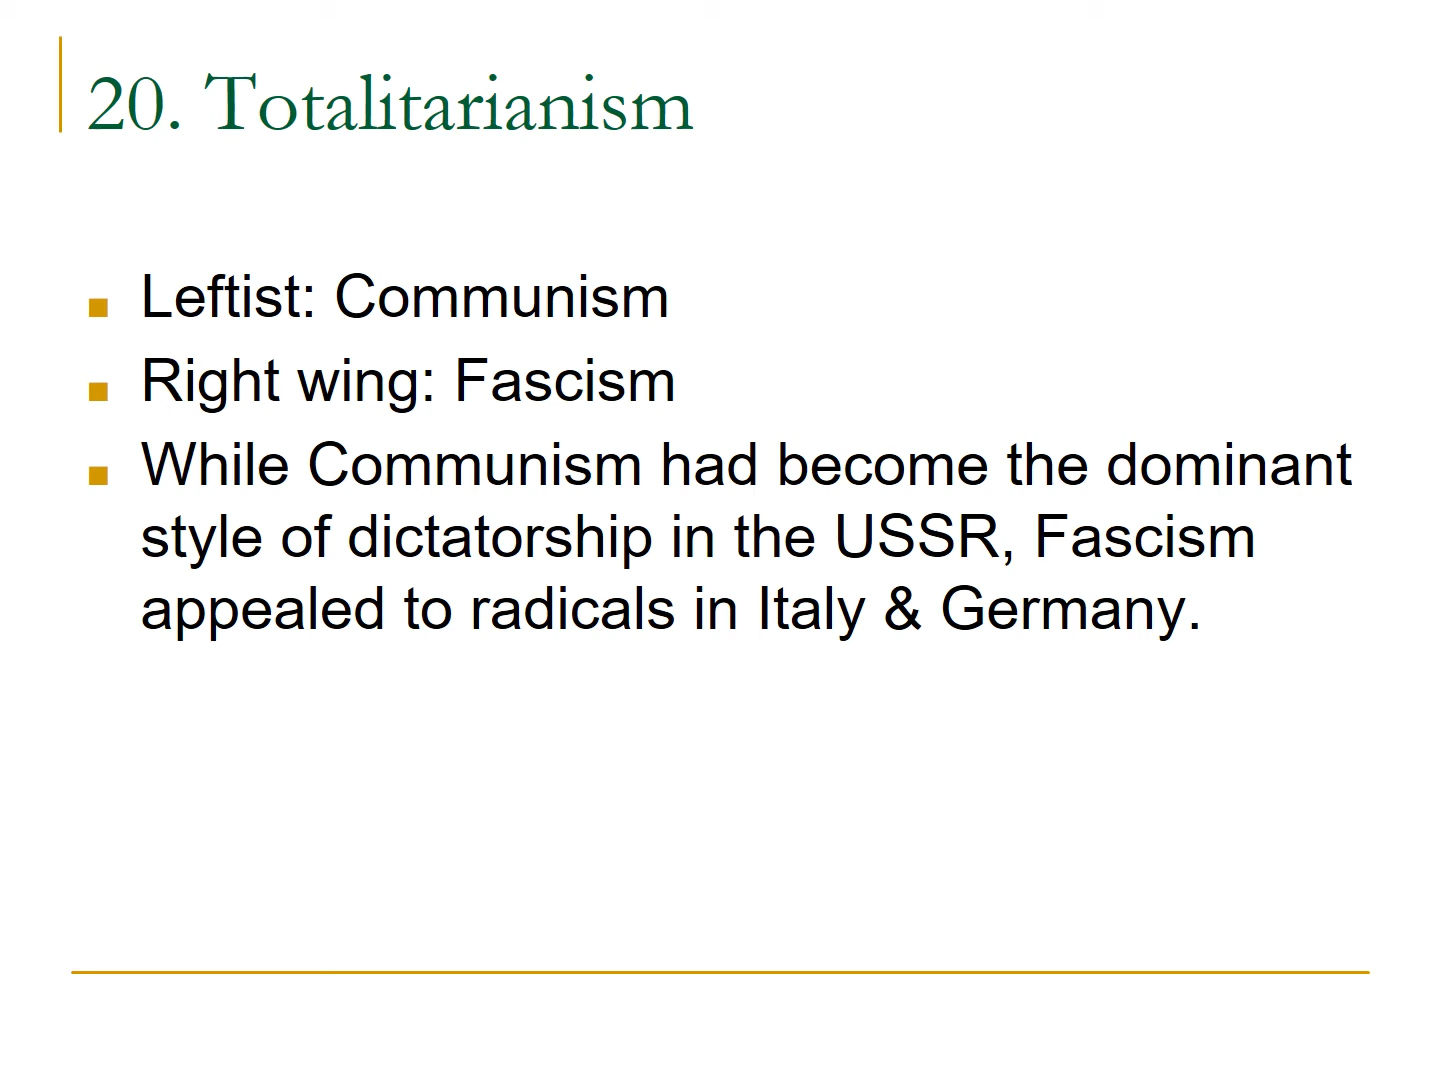 20. Totalitarianism
Leftist: Communism
Right wing: Fascism
While Communism had become the dominant
style of dictatorship in the USSR, Fascism
appealed to radicals in Italy & Germany.